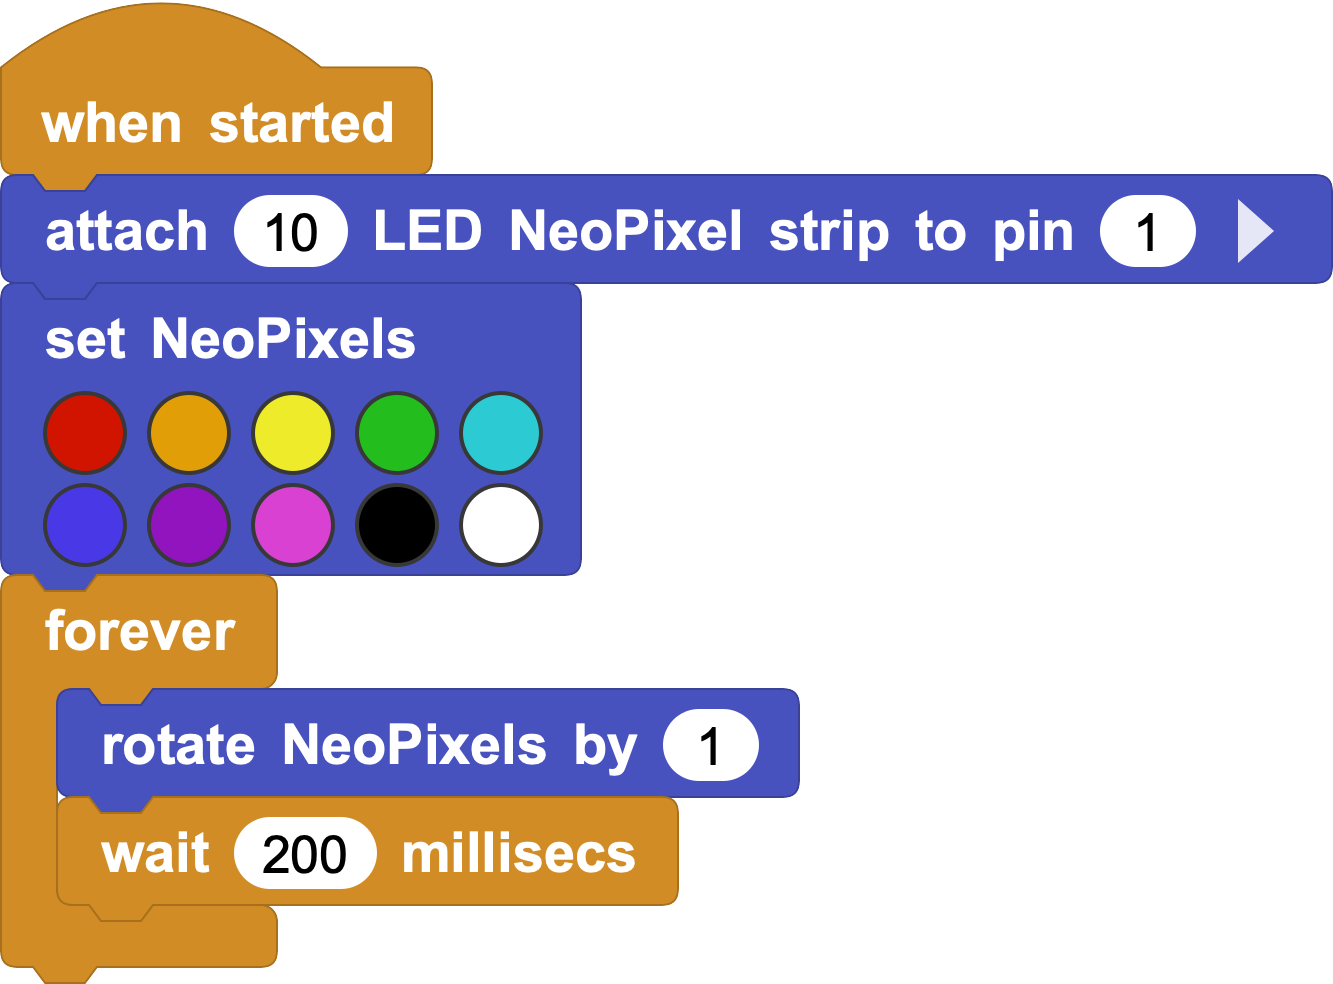 when started
attach 10 LED NeoPixel strip to pin 1
set NeoPixels
forever
rotate NeoPixels by 1
wait 200 millisecs